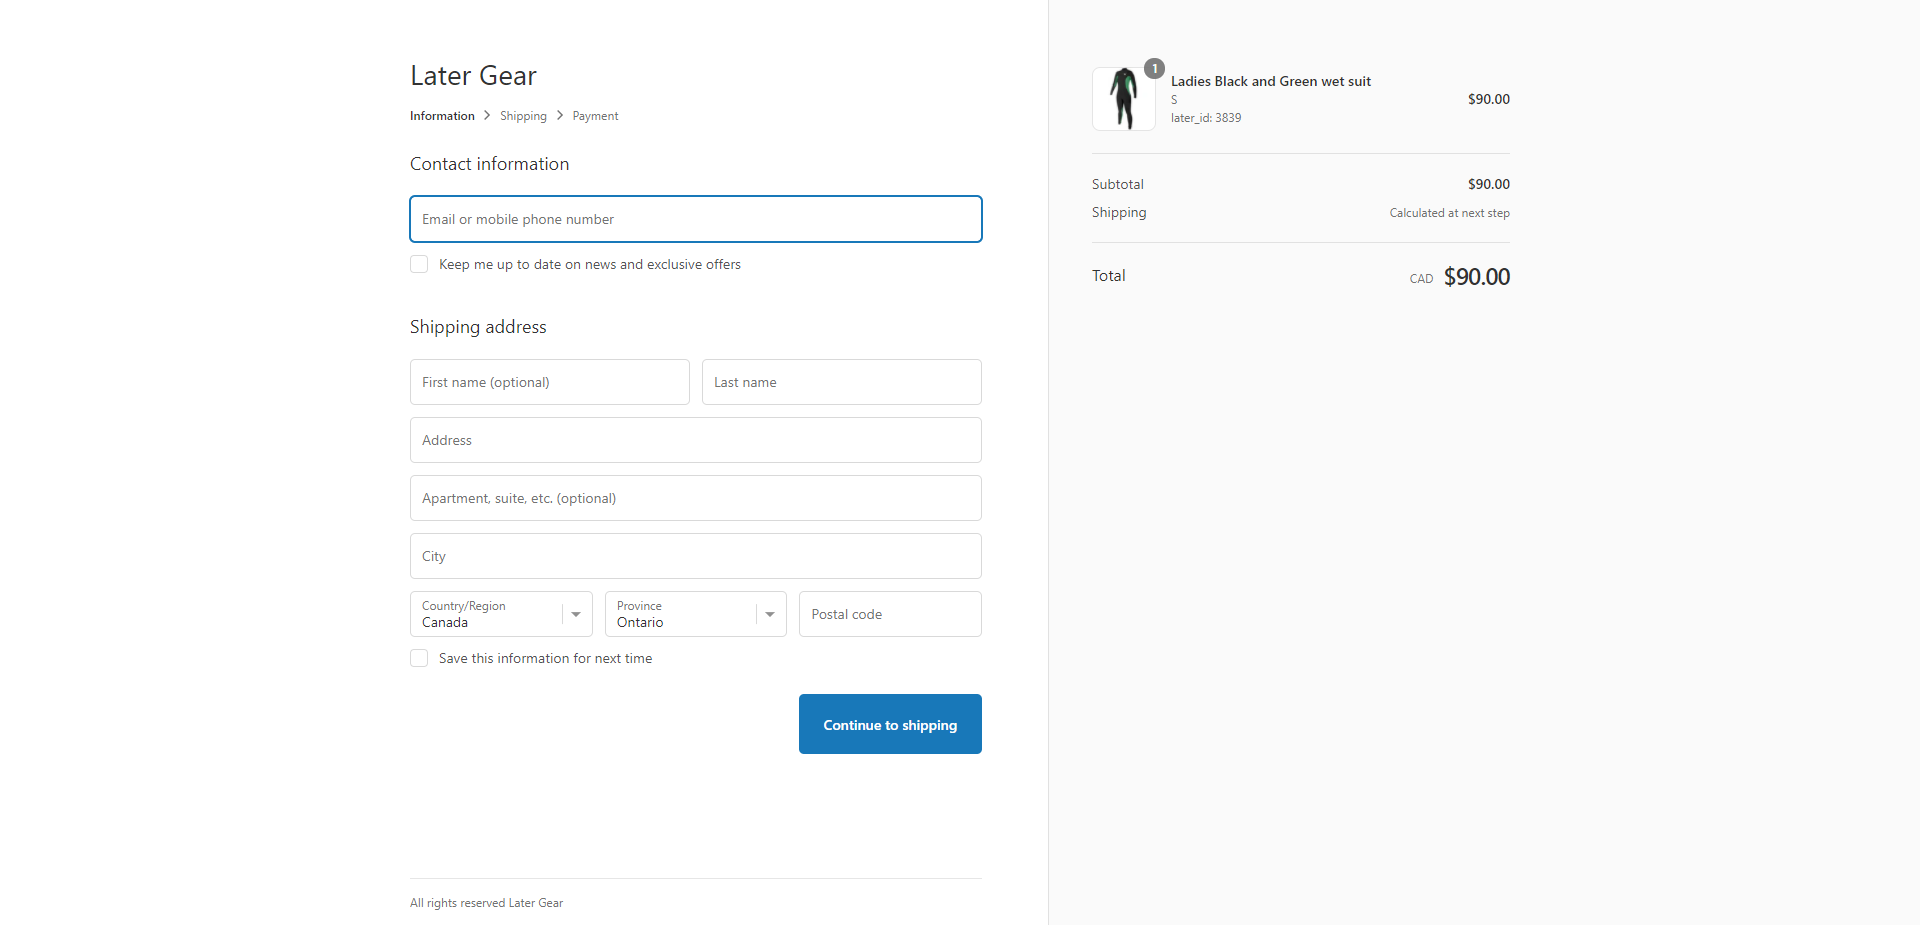 Later Gear
Information > Shipping > Payment
Contact information
Email or mobile phone number
Keep me up to date on news and exclusive offers
Shipping address
First name (optional)
Last name
Address
Apartment, suite, etc. (optional)
City
Country/Region
Canada
Province
Ontario
Postal code
Save this information for next time
Continue to shipping
All rights reserved Later Gear
1
Ladies Black and Green wet suit
S
later_id: 3839
$90.00
Subtotal $90.00
Shipping Calculated at next step
Total CAD $90.00